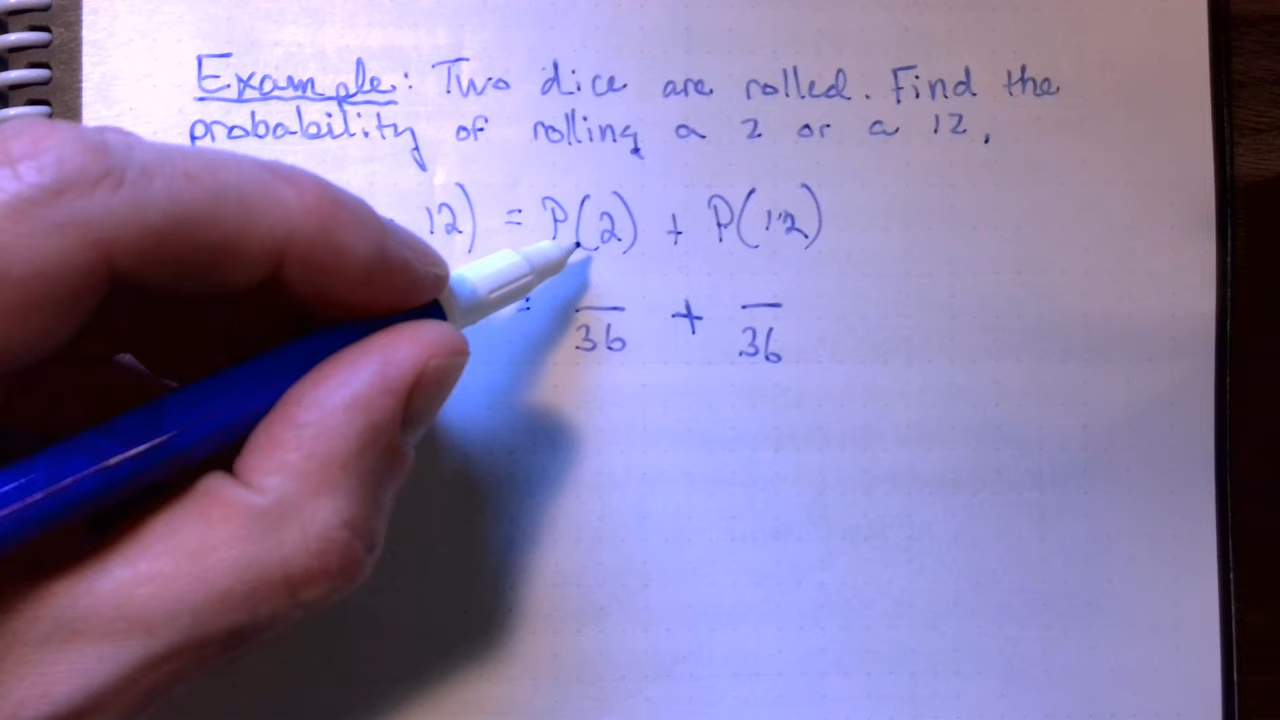 Example: Two dice are rolled. Find the
probability of rolling a 2 or a 12.
12) = P(2) + P(12)
= — + —
36 36